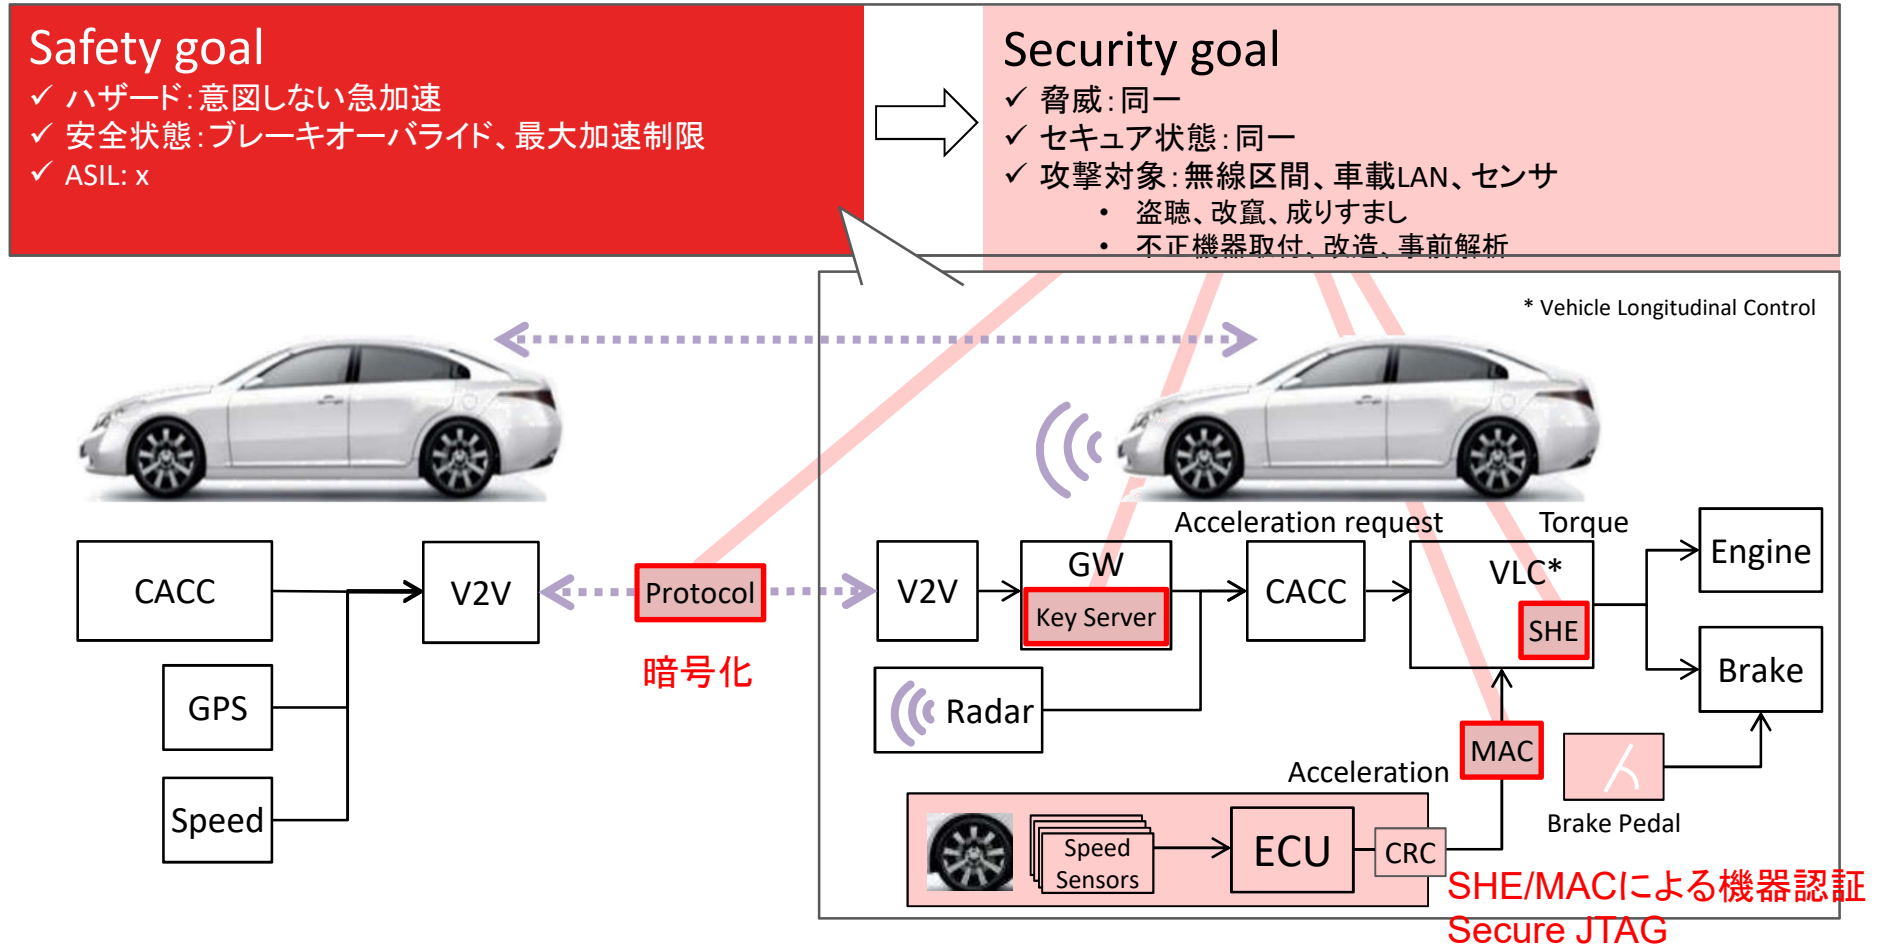 Safety goal
✓ ハザード：意図しない急加速
✓ 安全状態：ブレーキオーバライド、最大加速制限
✓ ASIL: x
Security goal
✓ 脅威：同一
✓ セキュア状態：同一
✓ 攻撃対象：無線区間、車載LAN、センサ
• 盗聴、改竄、成りすまし
• 不正機器取付、改造、事前解析
* Vehicle Longitudinal Control
CACC
GPS
Speed
V2V
Protocol
暗号化
V2V
GW
Key Server
Radar
Acceleration request
CACC
Torque
VLC*
SHE
Engine
Brake
MAC
Acceleration
Brake Pedal
Speed
Sensors
ECU
CRC
SHE/MACによる機器認証
Secure JTAG